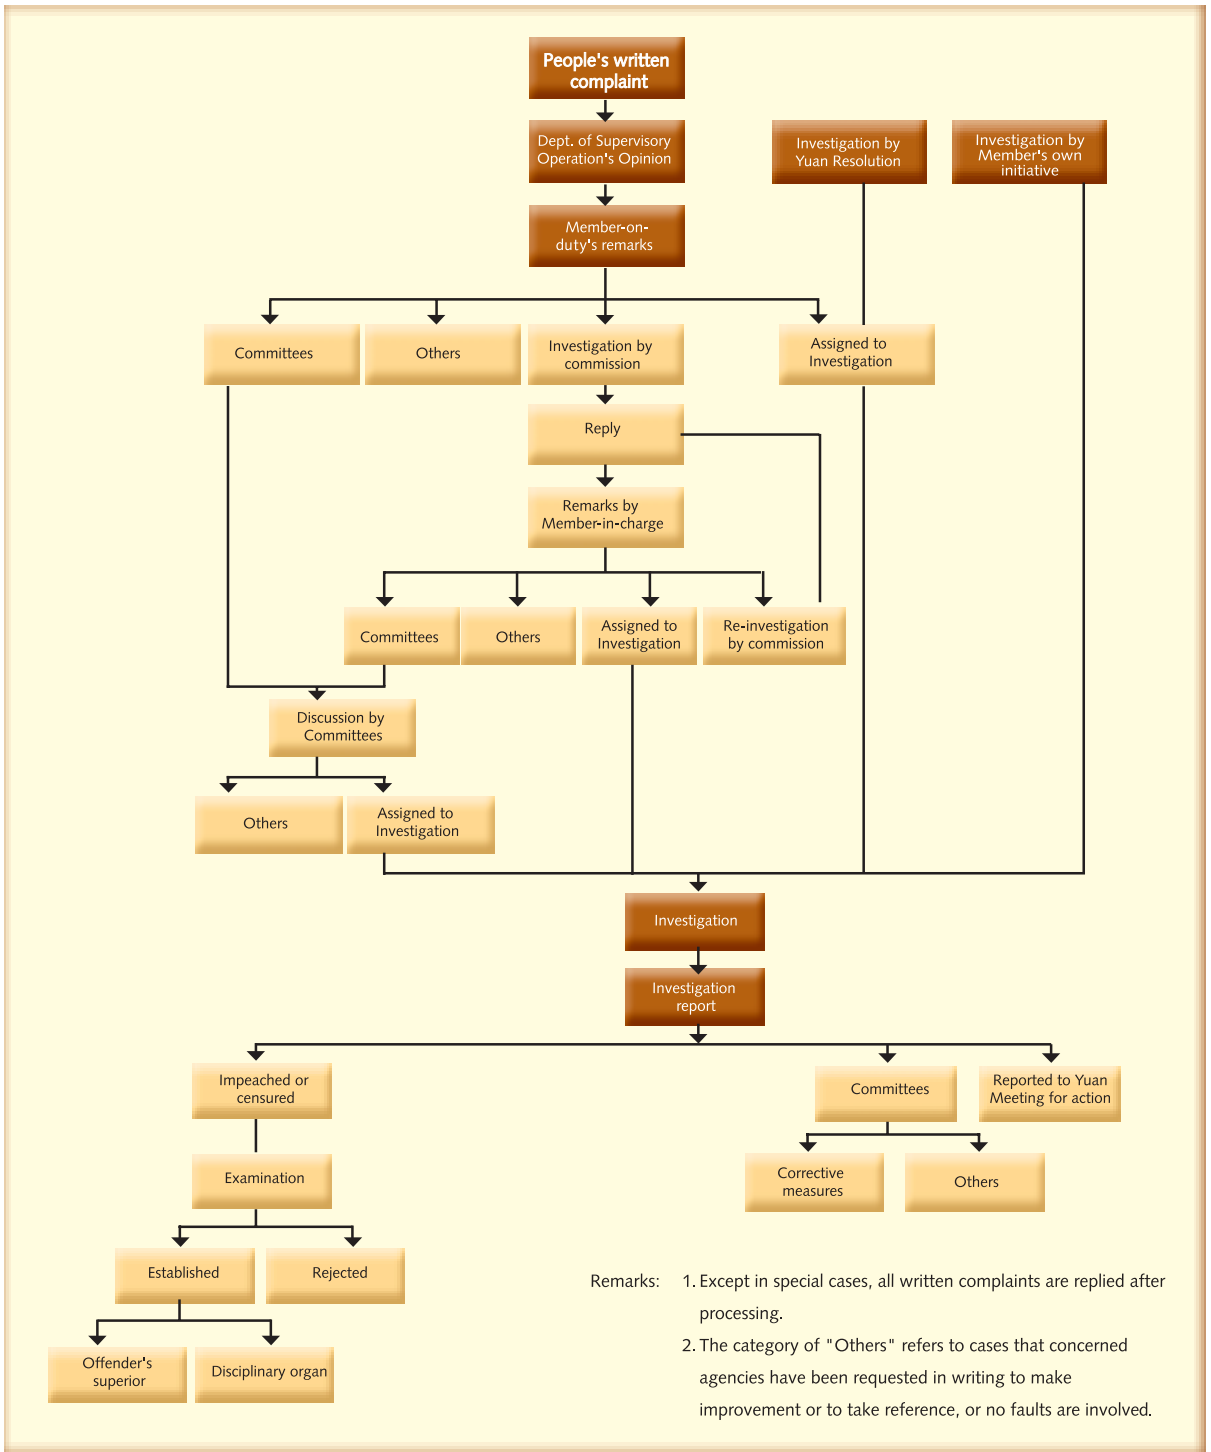 People's written
complaint
Dept. of Supervisory
Operation's Opinion
Investigation by
Yuan Resolution
Investigation by
Member's own
initiative
Member-on-
duty's remarks
Committees
Others
Investigation by
commission
Assigned to
Investigation
Reply
Remarks by
Member-in-charge
Committees
Others
Assigned to
Investigation
Re-investigation
by commission
Discussion by
Committees
Others
Assigned to
Investigation
Investigation
Investigation
report
Impeached or
censured
Committees
Reported to Yuan
Meeting for action
Examination
Corrective
measures
Others
Established
Rejected
Offender's
superior
Disciplinary organ
Remarks: 1. Except in special cases, all written complaints are replied after
processing.
2. The category of "Others" refers to cases that concerned
agencies have been requested in writing to make
improvement or to take reference, or no faults are involved.